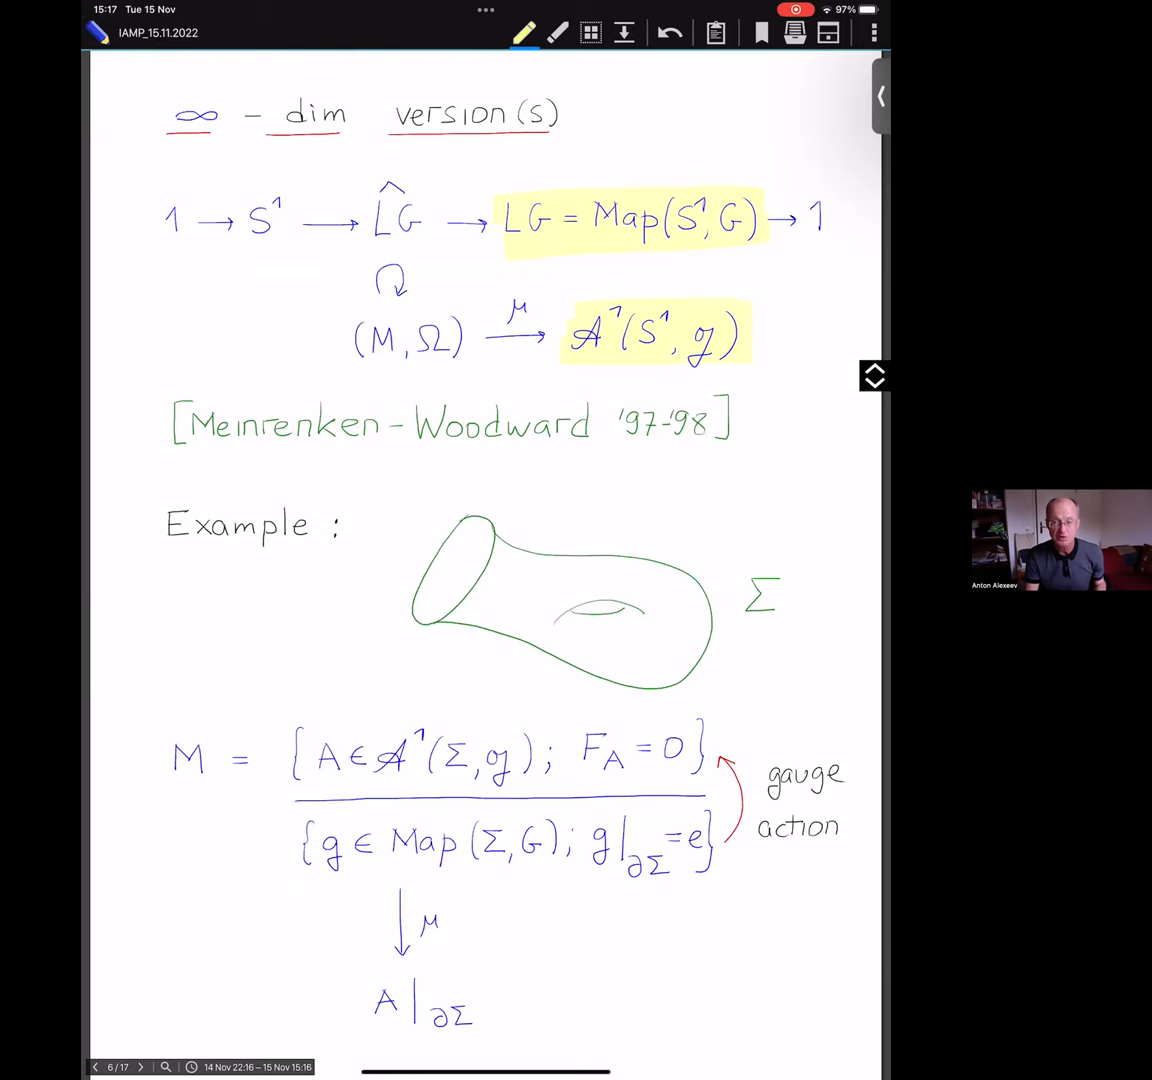 15:17 Tue 15 Nov
97%
IAMP_15.11.2022
∞ - dim version(s)
1 → S¹ → L̂G → LG = Map(S¹, G) → 1
(M, Ω) →μ 𝒜¹(S¹, 𝔤)
[Meinrenken - Woodward '97-'98]
Example :
Σ
M = {A ∈ 𝒜¹(Σ, 𝔤); F_A = 0}
gauge
action
{g ∈ Map(Σ, G); g|_∂Σ = e}
μ
A|_∂Σ
Anton Alexeev
6/17
14 Nov 22:16 – 15 Nov 15:16